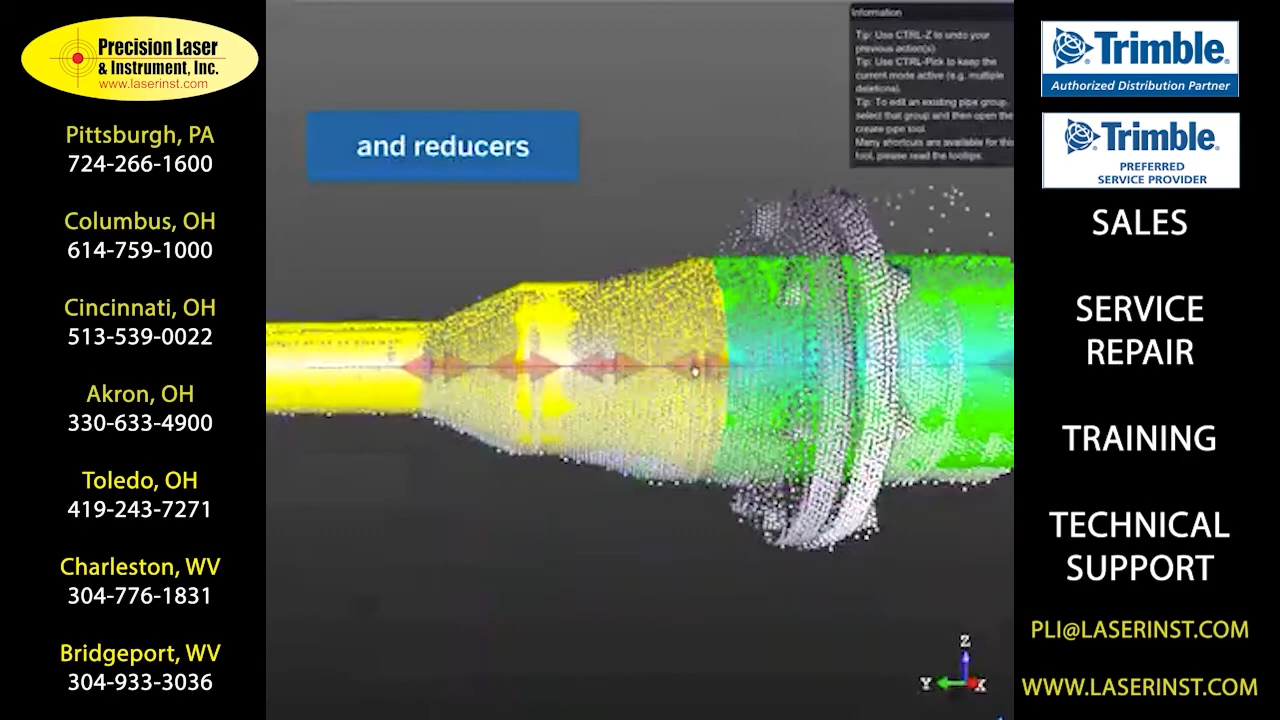 Precision Laser
& Instrument, Inc.
www.laserinst.com
Pittsburgh, PA
724-266-1600
Columbus, OH
614-759-1000
Cincinnati, OH
513-539-0022
Akron, OH
330-633-4900
Toledo, OH
419-243-7271
Charleston, WV
304-776-1831
Bridgeport, WV
304-933-3036
and reducers
Information
Tip: Use CTRL-Z to undo your
previous action(s).
Tip: Use CTRL-Pick to keep the
current mode active (e.g. multiple
deletions).
Tip: To edit an existing pipe group,
select that group and then open the
create pipe tool.
Many shortcuts are available for this
tool, please read the tooltips.
Z
Y
X
Trimble
Authorized Distribution Partner
Trimble
PREFERRED
SERVICE PROVIDER
SALES
SERVICE
REPAIR
TRAINING
TECHNICAL
SUPPORT
PLI@LASERINST.COM
WWW.LASERINST.COM